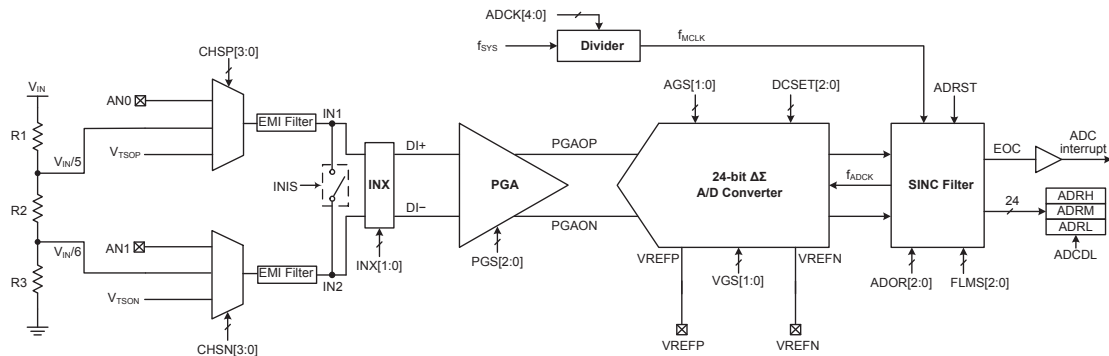 ADCK[4:0]
fSYS
Divider
fMCLK
CHSP[3:0]
VIN
AN0
R1
VIN/5
VTSOP
EMI Filter
IN1
R2
INIS
INX
DI+
DI−
INX[1:0]
PGA
PGS[2:0]
PGAOP
PGAON
AGS[1:0]
DCSET[2:0]
24-bit ΔΣ
A/D Converter
VREFP
VREFN
VGS[1:0]
VREFP
VREFN
fADCK
ADRST
SINC Filter
ADOR[2:0]
FLMS[2:0]
EOC
ADC
interrupt
24
ADRH
ADRM
ADRL
ADCDL
AN1
VIN/6
R3
VTSON
EMI Filter
IN2
CHSN[3:0]